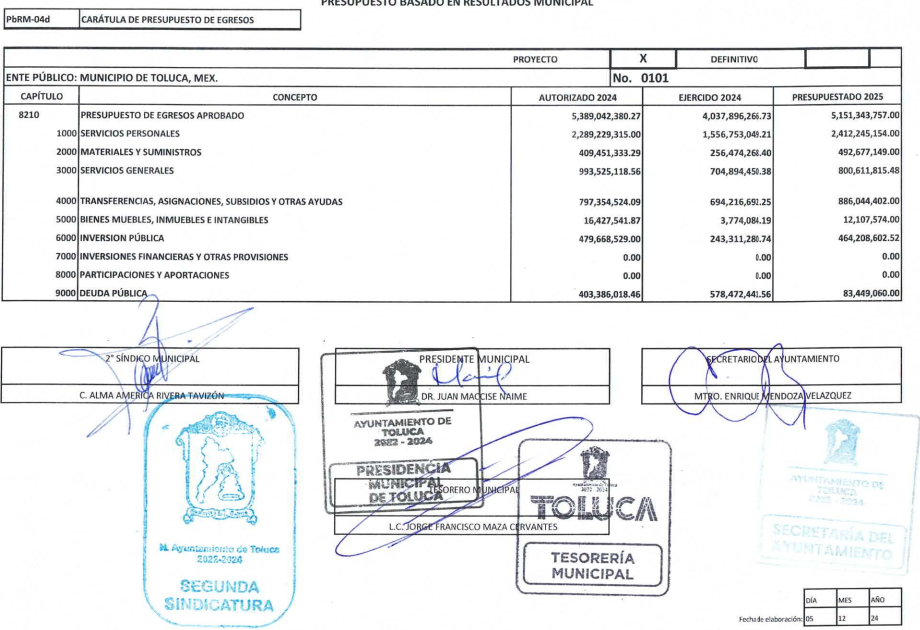 PRESUPUESTO BASADO EN RESULTADOS MUNICIPAL
PbRM-04d CARÁTULA DE PRESUPUESTO DE EGRESOS
PROYECTO X DEFINITIVO
ENTE PÚBLICO: MUNICIPIO DE TOLUCA, MEX. No. 0101
CAPÍTULO CONCEPTO AUTORIZADO 2024 EJERCIDO 2024 PRESUPUESTADO 2025
8210 PRESUPUESTO DE EGRESOS APROBADO 5,389,042,380.27 4,037,896,266.73 5,151,343,757.00
1000 SERVICIOS PERSONALES 2,289,229,315.00 1,556,753,049.21 2,412,245,154.00
2000 MATERIALES Y SUMINISTROS 409,451,333.29 256,474,268.40 492,677,149.00
3000 SERVICIOS GENERALES 993,525,118.56 704,894,450.38 800,611,815.48
4000 TRANSFERENCIAS, ASIGNACIONES, SUBSIDIOS Y OTRAS AYUDAS 797,354,524.09 694,216,692.25 886,044,402.00
5000 BIENES MUEBLES, INMUEBLES E INTANGIBLES 16,427,541.87 3,774,084.19 12,107,574.00
6000 INVERSION PÚBLICA 479,668,529.00 243,311,280.74 464,208,602.52
7000 INVERSIONES FINANCIERAS Y OTRAS PROVISIONES 0.00 0.00 0.00
8000 PARTICIPACIONES Y APORTACIONES 0.00 0.00 0.00
9000 DEUDA PÚBLICA 403,386,018.46 578,472,441.56 83,449,060.00
2° SÍNDICO MUNICIPAL
C. ALMA AMERICA RIVERA TAVIZÓN
PRESIDENTE MUNICIPAL
DR. JUAN MACCISE NAIME
SECRETARIO DEL AYUNTAMIENTO
MTRO. ENRIQUE MENDOZA VELAZQUEZ
AYUNTAMIENTO DE
TOLUCA
2022 - 2024
PRESIDENCIA
MUNICIPAL
DE TOLUCA
TESORERO MUNICIPAL
L.C. JORGE FRANCISCO MAZA CERVANTES
H. Ayuntamiento de Toluca
2022-2024
SEGUNDA
SINDICATURA
2022 2024
TOLUCA
TESORERÍA
MUNICIPAL
AYUNTAMIENTO DE
TOLUCA
2022 - 2024
SECRETARÍA DEL
AYUNTAMIENTO
DÍA MES AÑO
Fecha de elaboración: 05 12 24